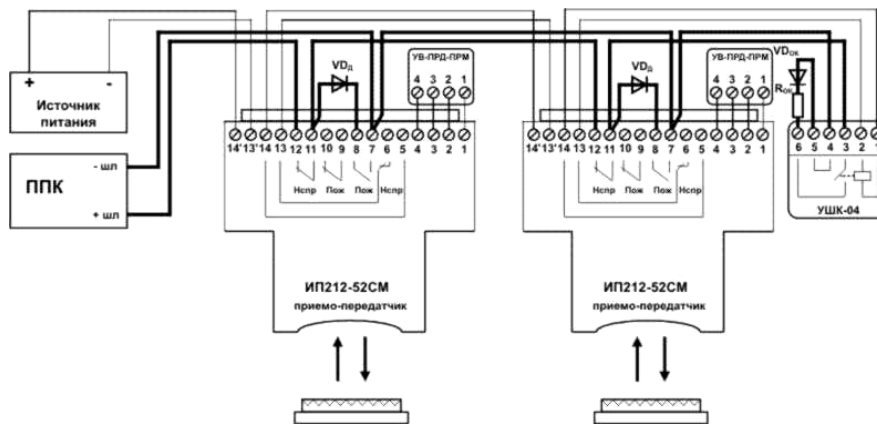 + -
Источник
питания
ППК
- шл
+ шл
VDД
УВ-ПРД-ПРМ
4 3 2 1
14' 13' 14 13 12 11 10 9 8 7 6 5 4 3 2 1
Нспр Пож Пож Нспр
ИП212-52СМ
приемо-передатчик
VDД
УВ-ПРД-ПРМ
4 3 2 1
14' 13' 14 13 12 11 10 9 8 7 6 5 4 3 2 1
Нспр Пож Пож Нспр
ИП212-52СМ
приемо-передатчик
VDОК
RОК
6 5 4 3 2 1
УШК-04